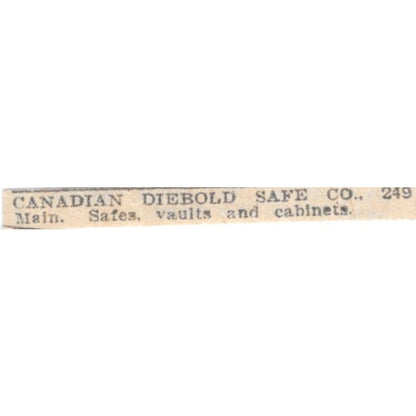 CANADIAN DIEBOLD SAFE CO., 249
Main. Safes, vaults and cabinets.